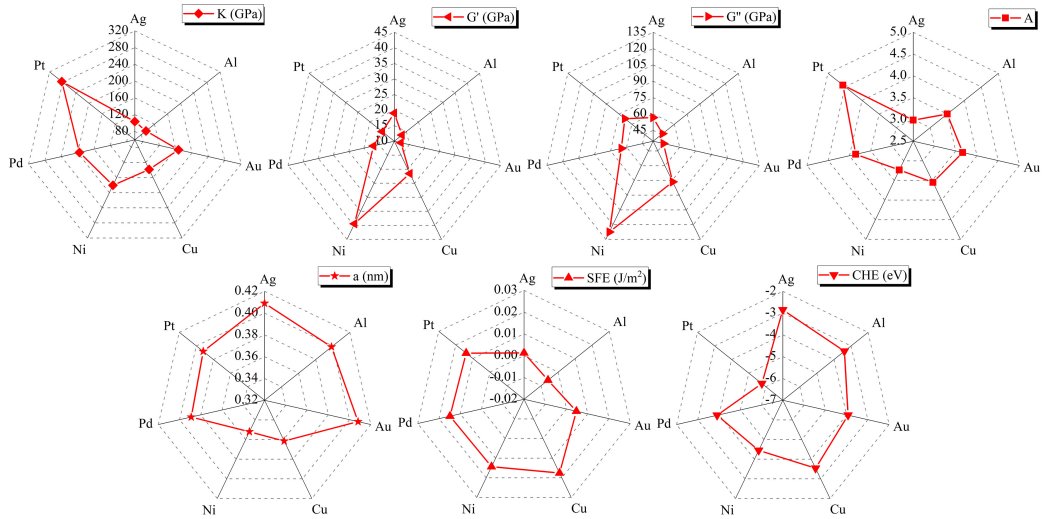 K (GPa)
Ag
320
280
240
200
160
120
80
Al
Au
Cu
Ni
Pd
Pt
G' (GPa)
Ag
45
40
35
30
25
20
15
10
Al
Au
Cu
Ni
Pd
Pt
G'' (GPa)
Ag
135
120
105
90
75
60
45
Al
Au
Cu
Ni
Pd
Pt
A
Ag
5.0
4.5
4.0
3.5
3.0
2.5
Al
Au
Cu
Ni
Pd
Pt
a (nm)
Ag
0.42
0.40
0.38
0.36
0.34
0.32
Al
Au
Cu
Ni
Pd
Pt
SFE (J/m²)
Ag
0.03
0.02
0.01
0.00
-0.01
-0.02
Al
Au
Cu
Ni
Pd
Pt
CHE (eV)
Ag
-2
-3
-4
-5
-6
-7
Al
Au
Cu
Ni
Pd
Pt